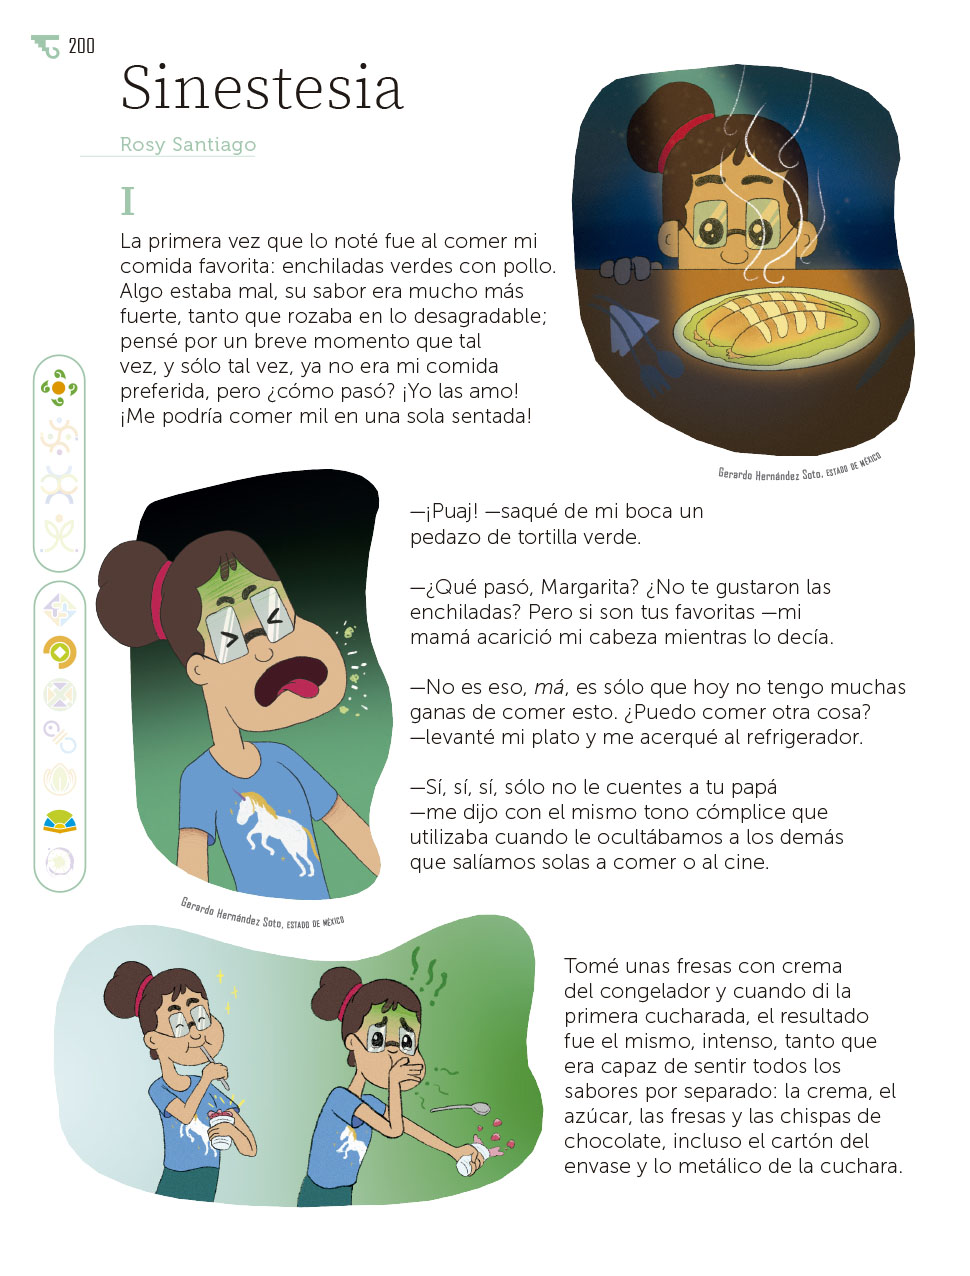 200
Sinestesia
Rosy Santiago
I
La primera vez que lo noté fue al comer mi
comida favorita: enchiladas verdes con pollo.
Algo estaba mal, su sabor era mucho más
fuerte, tanto que rozaba en lo desagradable;
pensé por un breve momento que tal
vez, y sólo tal vez, ya no era mi comida
preferida, pero ¿cómo pasó? ¡Yo las amo!
¡Me podría comer mil en una sola sentada!
Gerardo Hernández Soto, ESTADO DE MÉXICO
—¡Puaj! —saqué de mi boca un
pedazo de tortilla verde.
—¿Qué pasó, Margarita? ¿No te gustaron las
enchiladas? Pero si son tus favoritas —mi
mamá acarició mi cabeza mientras lo decía.
—No es eso, má, es sólo que hoy no tengo muchas
ganas de comer esto. ¿Puedo comer otra cosa?
—levanté mi plato y me acerqué al refrigerador.
—Sí, sí, sí, sólo no le cuentes a tu papá
—me dijo con el mismo tono cómplice que
utilizaba cuando le ocultábamos a los demás
que salíamos solas a comer o al cine.
Gerardo Hernández Soto, ESTADO DE MÉXICO
Tomé unas fresas con crema
del congelador y cuando di la
primera cucharada, el resultado
fue el mismo, intenso, tanto que
era capaz de sentir todos los
sabores por separado: la crema, el
azúcar, las fresas y las chispas de
chocolate, incluso el cartón del
envase y lo metálico de la cuchara.